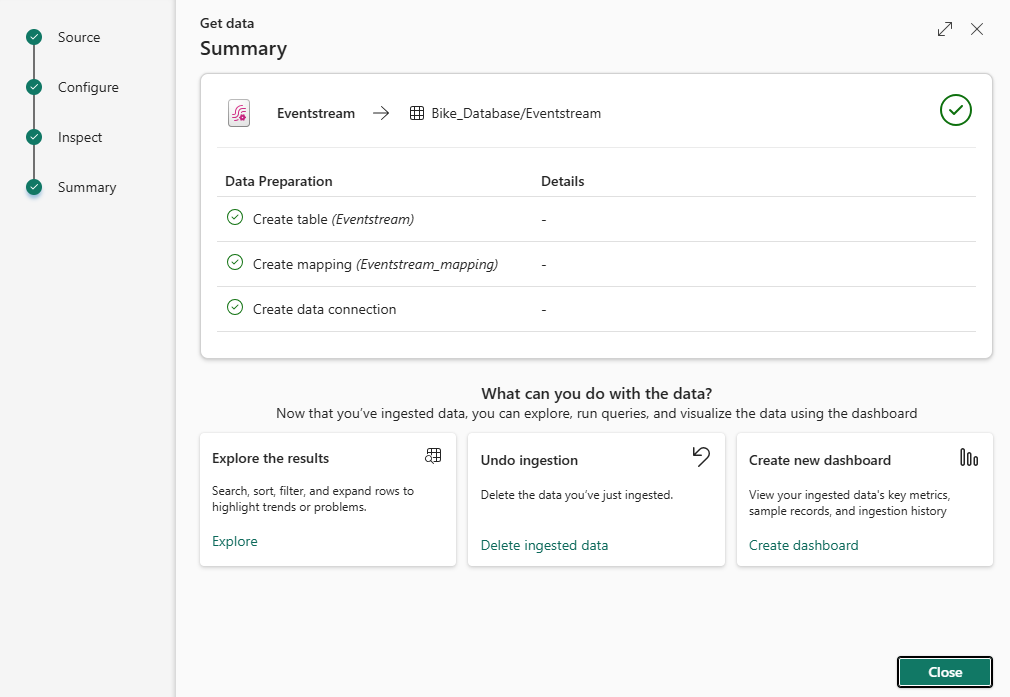 Source
Configure
Inspect
Summary
Get data
Summary
Eventstream
Bike_Database/Eventstream
Data Preparation Details
Create table (Eventstream) -
Create mapping (Eventstream_mapping) -
Create data connection -
What can you do with the data?
Now that you've ingested data, you can explore, run queries, and visualize the data using the dashboard
Explore the results
Search, sort, filter, and expand rows to
highlight trends or problems.
Explore
Undo ingestion
Delete the data you've just ingested.
Delete ingested data
Create new dashboard
View your ingested data's key metrics,
sample records, and ingestion history
Create dashboard
Close